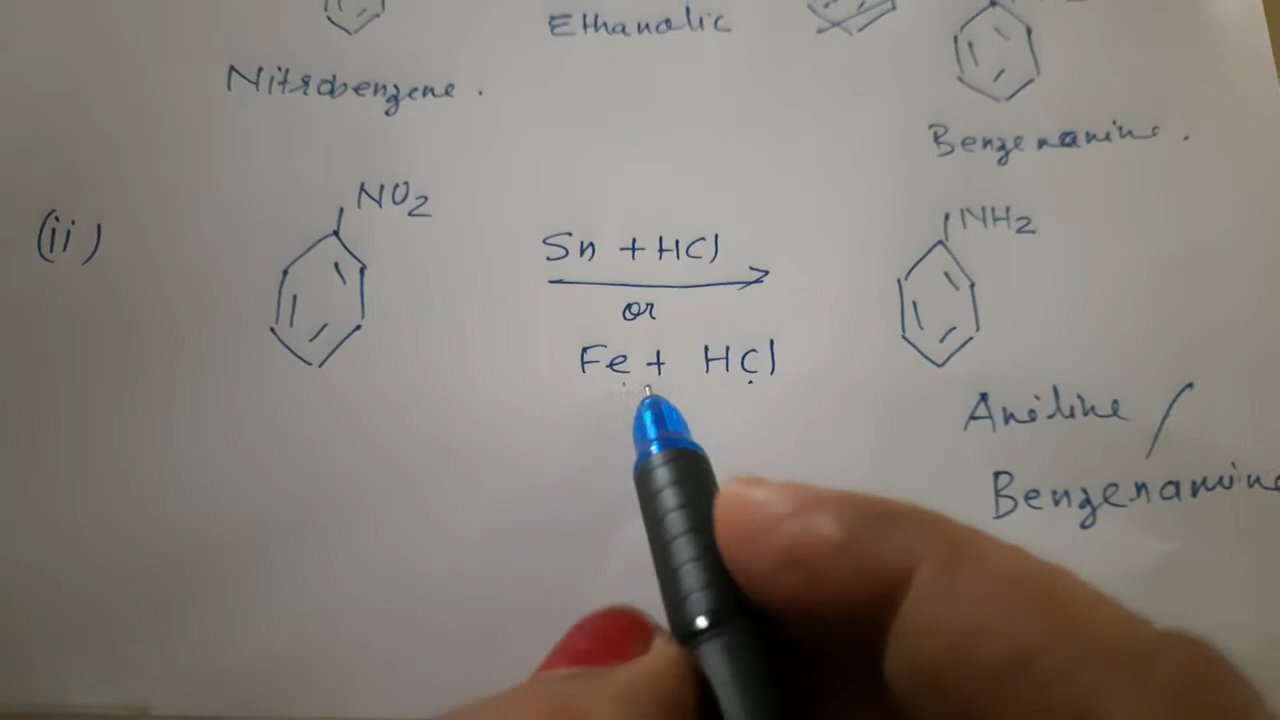 Ethanolic
Nitrobenzene.
Benzenamine.
(ii)
NO2
Sn + HCl
NH2
or
Fe + HCl
Aniline /
Benzenamine